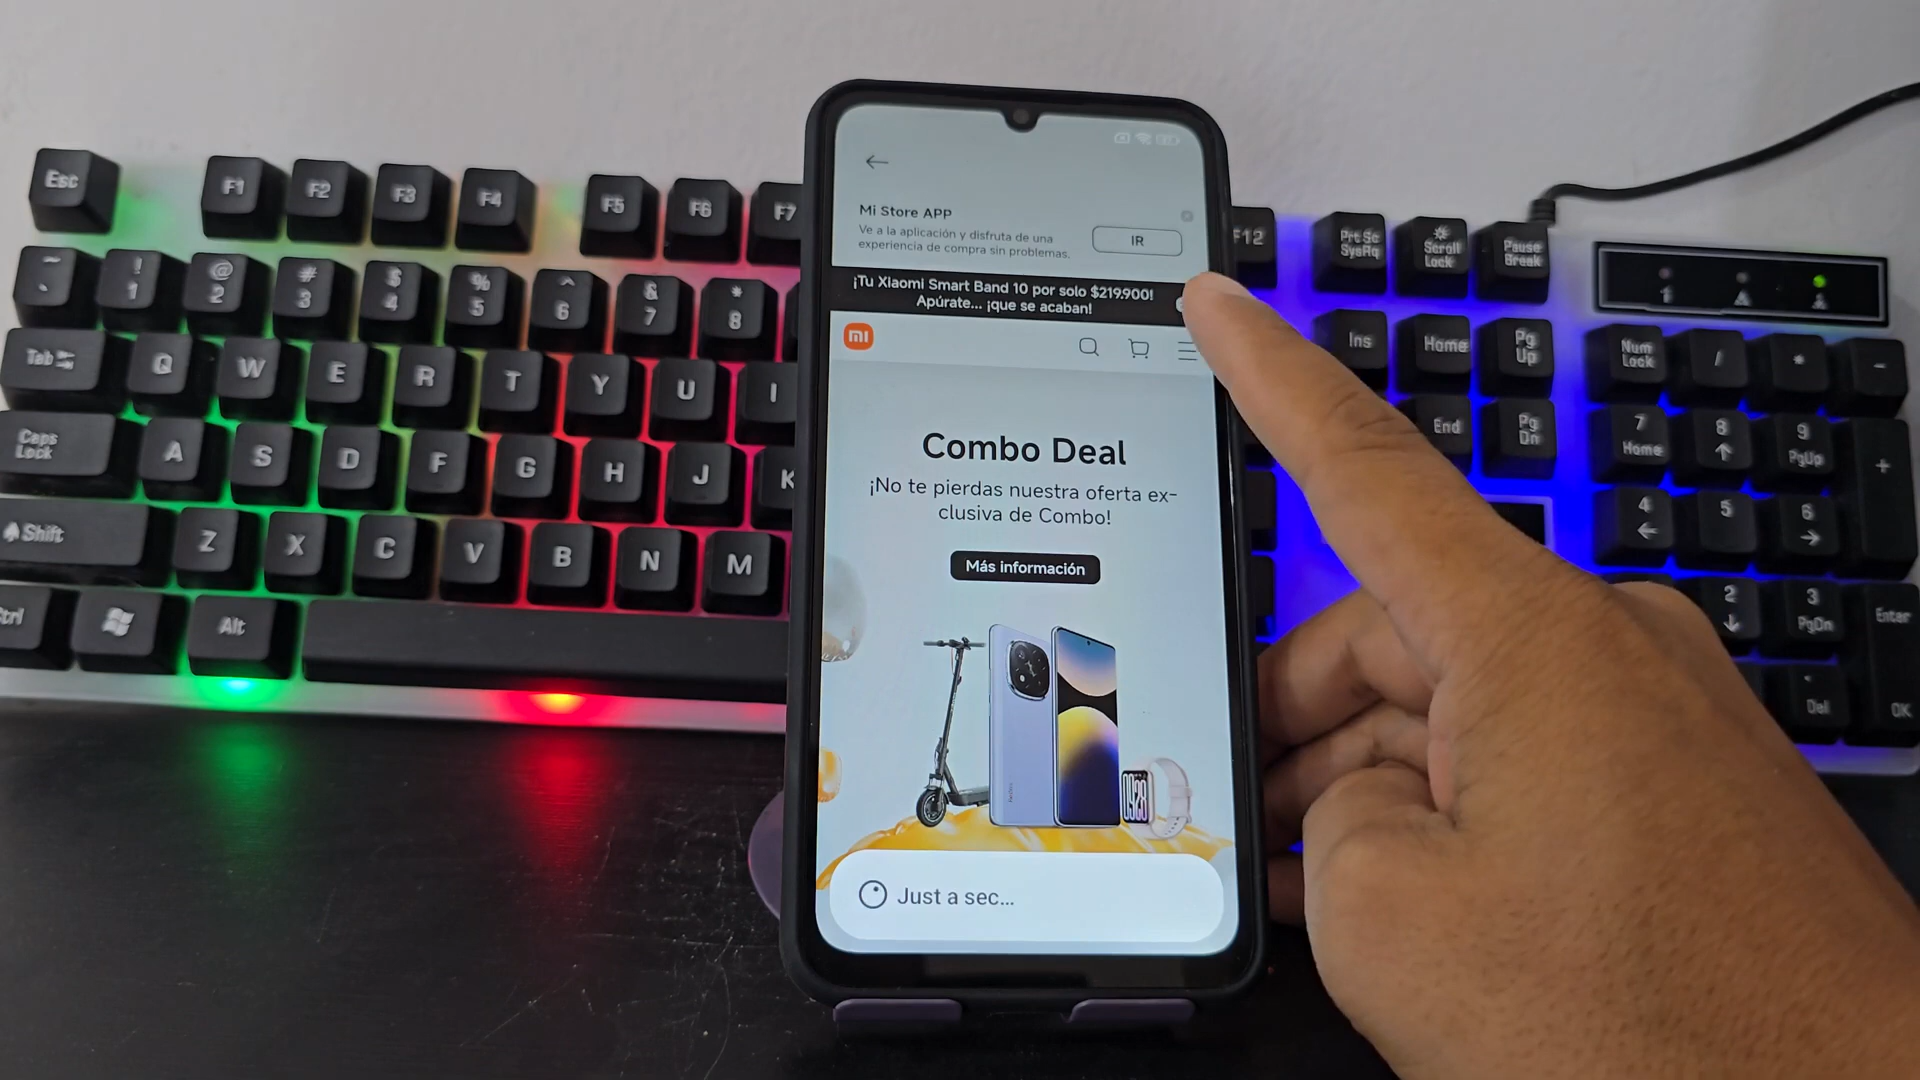 Mi Store APP
Ve a la aplicación y disfruta de una
experiencia de compra sin problemas.
IR
¡Tu Xiaomi Smart Band 10 por solo $219.900!
Apúrate... ¡que se acaban!
mi
Combo Deal
¡No te pierdas nuestra oferta ex-
clusiva de Combo!
Más información
Just a sec...
Esc F1 F2 F3 F4 F5 F6 F7 F12 Prt Sc SysRq Scroll Lock Pause Break
~ ! 1 @ 2 # 3 $ 4 % 5 ^ 6 & 7 * 8
Tab Q W E R T Y U I Ins Home Pg Up Num Lock / * -
Caps Lock A S D F G H J K End Pg Dn 7 Home 8 9 PgUp +
Shift Z X C V B N M 4 5 6
Ctrl Alt 2 3 PgDn Enter
Del OK